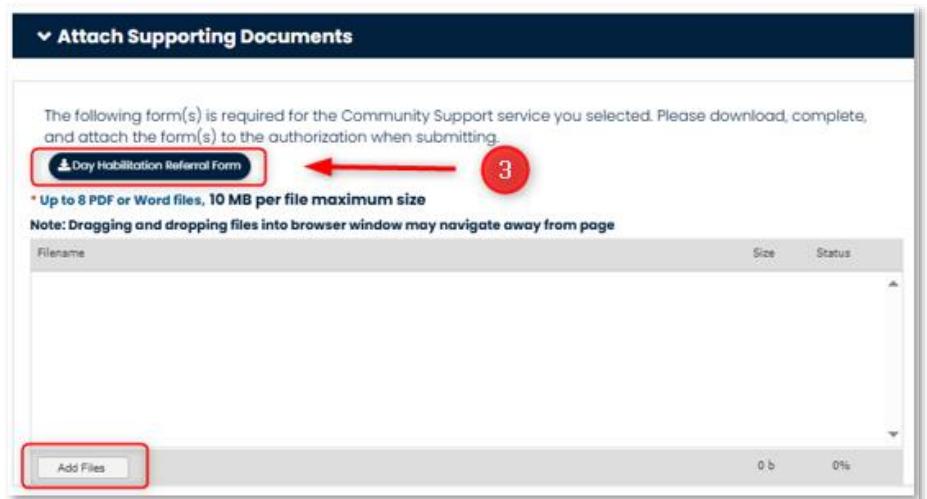 Attach Supporting Documents
The following form(s) is required for the Community Support service you selected. Please download, complete,
and attach the form(s) to the authorization when submitting.
Day Habilitation Referral Form
3
* Up to 8 PDF or Word files, 10 MB per file maximum size
Note: Dragging and dropping files into browser window may navigate away from page
Filename Size Status
Add Files 0 b 0%